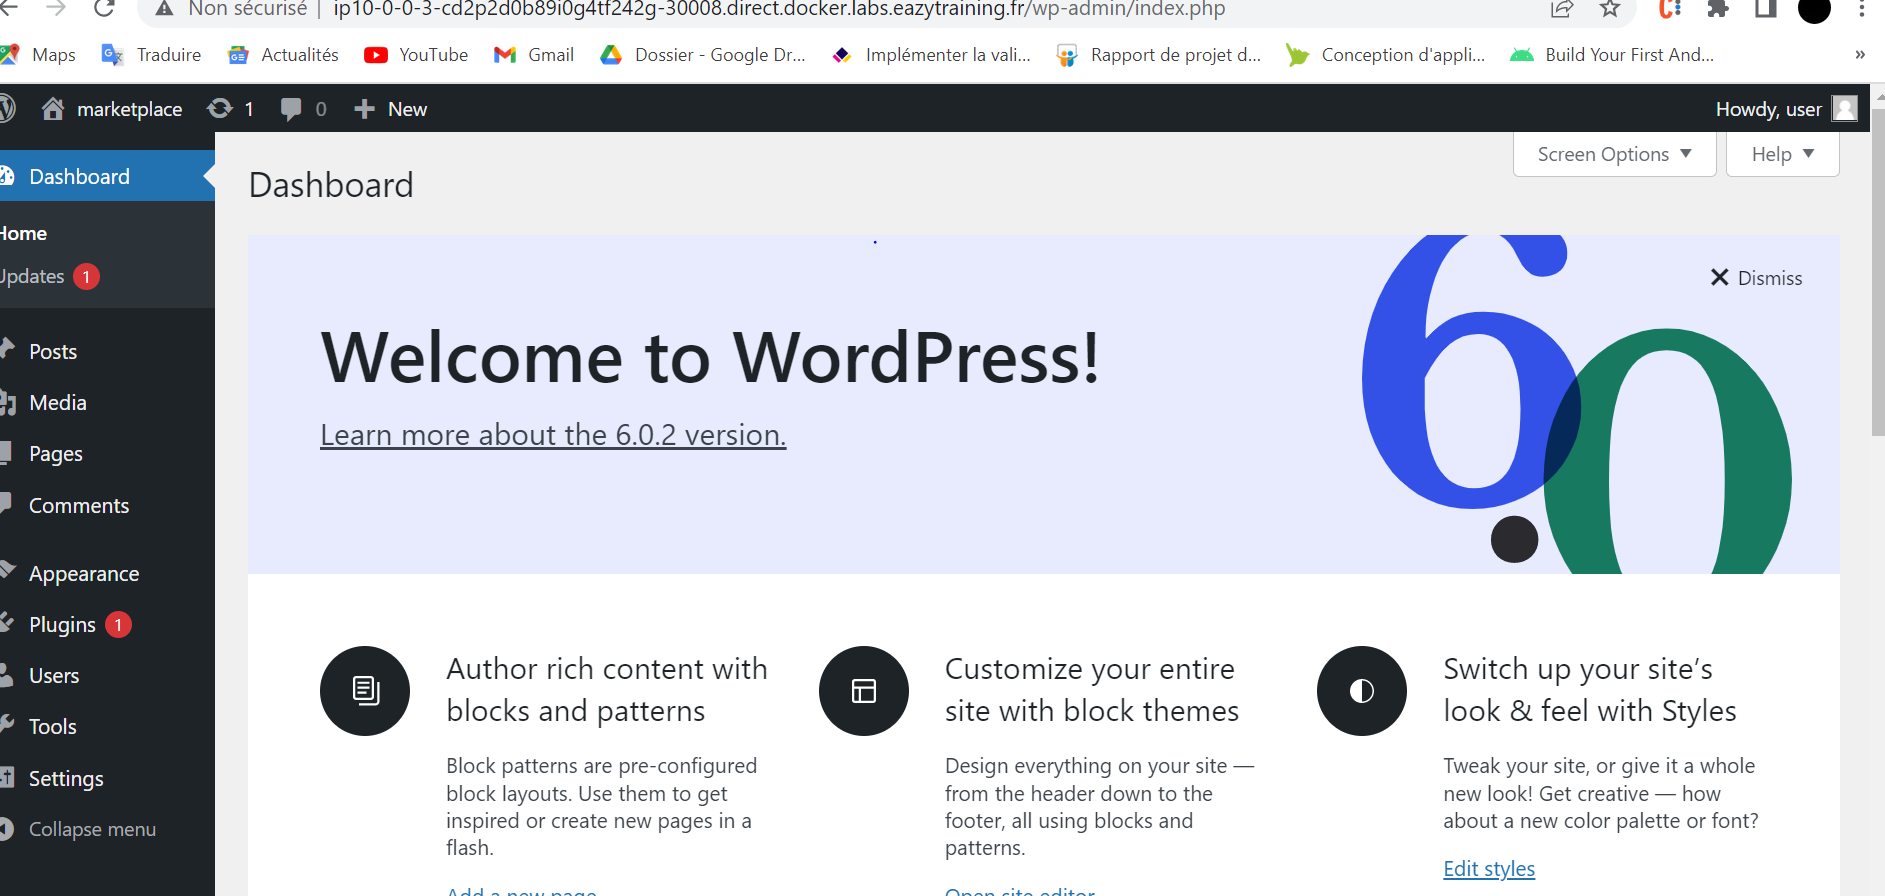 Non sécurisé | ip10-0-0-3-cd2p2d0b89i0g4tf242g-30008.direct.docker.labs.eazytraining.fr/wp-admin/index.php
Maps Traduire Actualités YouTube Gmail Dossier - Google Dr... Implémenter la vali... Rapport de projet d... Conception d'appli... Build Your First And... »
marketplace 1 0 New Howdy, user
Screen Options Help
Dashboard
Home
Updates 1
Posts
Media
Pages
Comments
Appearance
Plugins 1
Users
Tools
Settings
Collapse menu
Dashboard
6.0
Dismiss
Welcome to WordPress!
Learn more about the 6.0.2 version.
Author rich content with
blocks and patterns
Block patterns are pre-configured
block layouts. Use them to get
inspired or create new pages in a
flash.
Add a new page
Customize your entire
site with block themes
Design everything on your site —
from the header down to the
footer, all using blocks and
patterns.
Open site editor
Switch up your site’s
look & feel with Styles
Tweak your site, or give it a whole
new look! Get creative — how
about a new color palette or font?
Edit styles